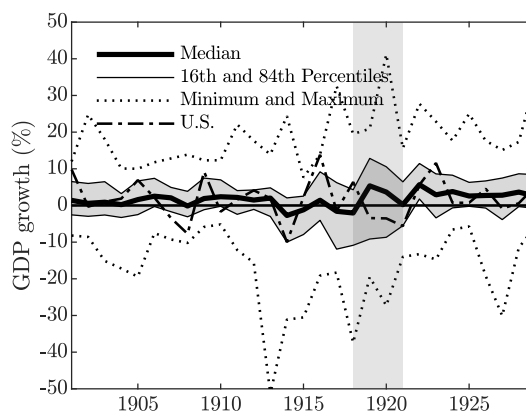 50
40
30
20
10
0
-10
-20
-30
-40
-50
GDP growth (%)
Median
16th and 84th Percentiles
Minimum and Maximum
U.S.
1905 1910 1915 1920 1925